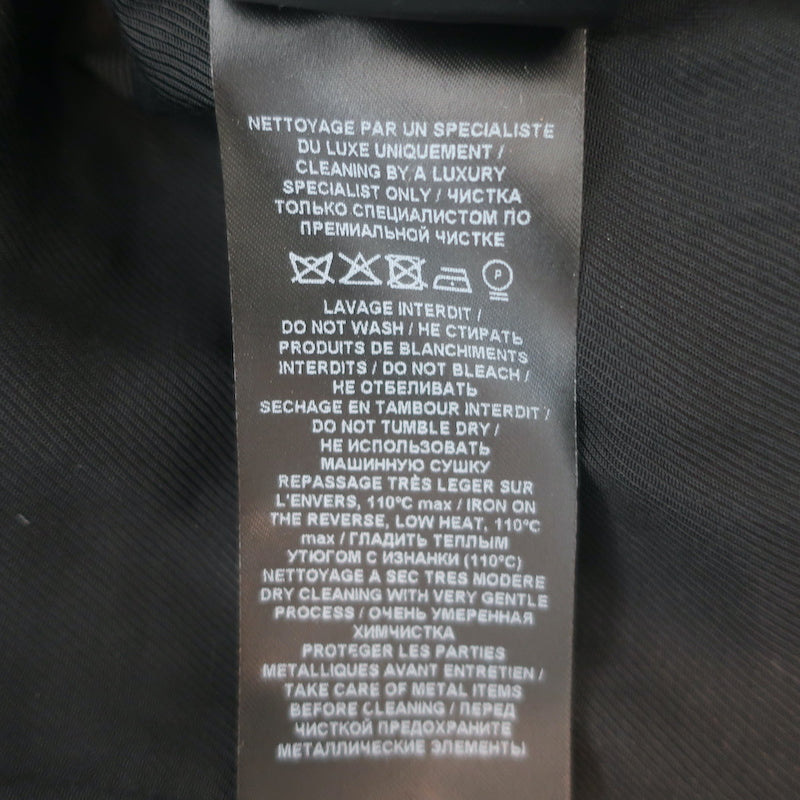 NETTOYAGE PAR UN SPECIALISTE
DU LUXE UNIQUEMENT /
CLEANING BY A LUXURY
SPECIALIST ONLY / ЧИСТКА
ТОЛЬКО СПЕЦИАЛИСТОМ ПО
ПРЕМИАЛЬНОЙ ЧИСТКЕ
P
LAVAGE INTERDIT /
DO NOT WASH / НЕ СТИРАТЬ
PRODUITS DE BLANCHIMENTS
INTERDITS / DO NOT BLEACH /
НЕ ОТБЕЛИВАТЬ
SECHAGE EN TAMBOUR INTERDIT /
DO NOT TUMBLE DRY /
НЕ ИСПОЛЬЗОВАТЬ
МАШИННУЮ СУШКУ
REPASSAGE TRÈS LEGER SUR
L'ENVERS, 110°C max / IRON ON
THE REVERSE, LOW HEAT, 110°C
max / ГЛАДИТЬ ТЕПЛЫМ
УТЮГОМ С ИЗНАНКИ (110°C)
NETTOYAGE A SEC TRES MODÉRE
DRY CLEANING WITH VERY GENTLE
PROCESS / ОЧЕНЬ УМЕРЕННАЯ
ХИМЧИСТКА
PROTEGER LES PARTIES
METALLIQUES AVANT ENTRETIEN /
TAKE CARE OF METAL ITEMS
BEFORE CLEANING / ПЕРЕД
ЧИСТКОЙ ПРЕДОХРАНИТЕ
МЕТАЛЛИЧЕСКИЕ ЭЛЕМЕНТЫ